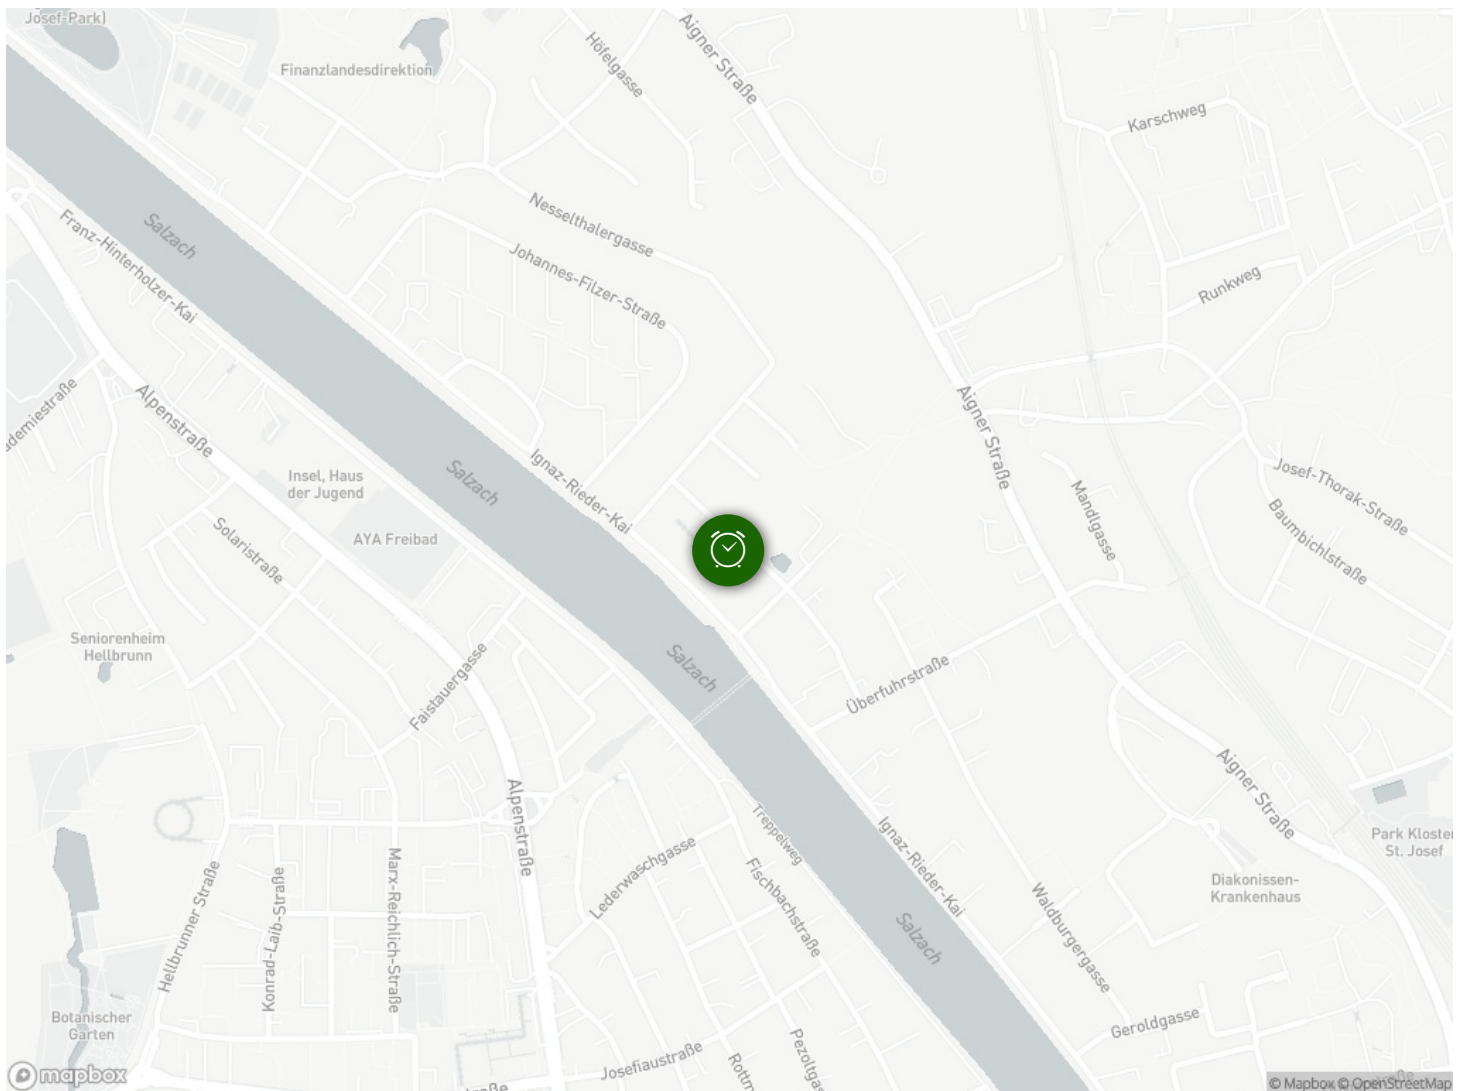 Josef-Park)
Finanzlandesdirektion
Höfelgasse
Aigner Straße
Karschweg
Salzach
Franz-Hinterholzer-Kai
Nesselthalergasse
Johannes-Filzer-Straße
Runkweg
ademiestraße
Alpenstraße
Aigner Straße
Insel, Haus
der Jugend
Salzach
Ignaz-Rieder-Kai
Josef-Thorak-Straße
Mandlgasse
Baumbichlstraße
Solaristraße
AYA Freibad
Seniorenheim
Hellbrunn
Faistauergasse
Salzach
Überfuhrstraße
Aigner Straße
Alpenstraße
Treppelweg
Ignaz-Rieder-Kai
Park Kloster
St. Josef
Lederwaschgasse
Fischbachstraße
Diakonissen-
Krankenhaus
Hellbrunner Straße
Konrad-Laib-Straße
Marx-Reichlich-Straße
Salzach
Waldburgergasse
Botanischer
Garten
Geroldgasse
Josefiaustraße
Rottm
Pezoltga
mapbox
© Mapbox © OpenStreetMap